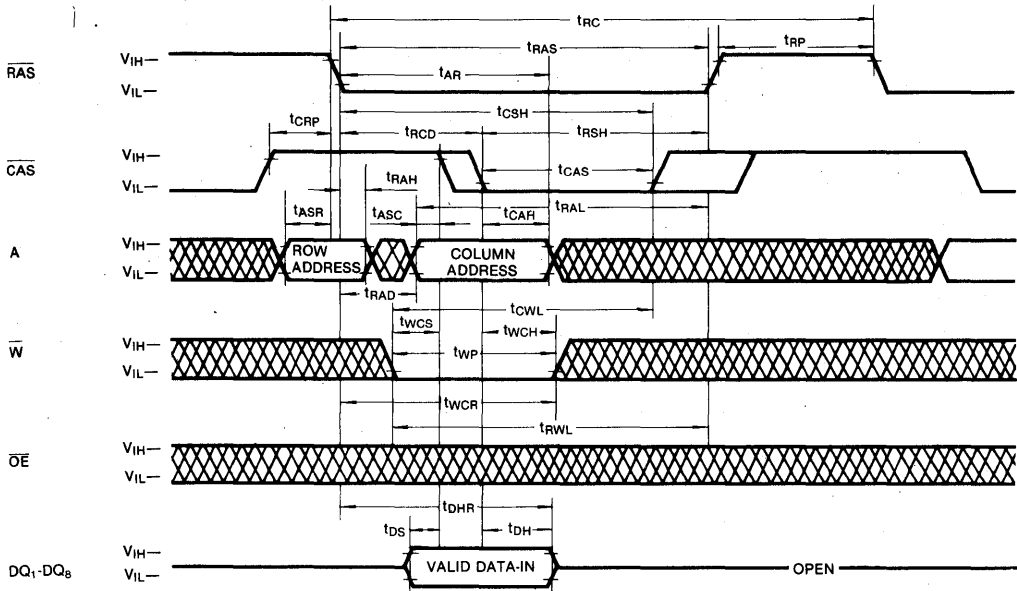 tRC
tRAS
tRP
RAS
VIH—
VIL—
tAR
tCSH
tCRP
tRCD
tRSH
CAS
VIH—
VIL—
tCAS
tRAH
tRAL
tASR
tASC
tCAH
A
VIH—
VIL—
ROW
ADDRESS
COLUMN
ADDRESS
tRAD
tCWL
tWCS
tWCH
W
VIH—
VIL—
tWP
tWCR
tRWL
OE
VIH—
VIL—
tDHR
tDS
tDH
DQ1-DQ8
VIH—
VIL—
VALID DATA-IN
OPEN